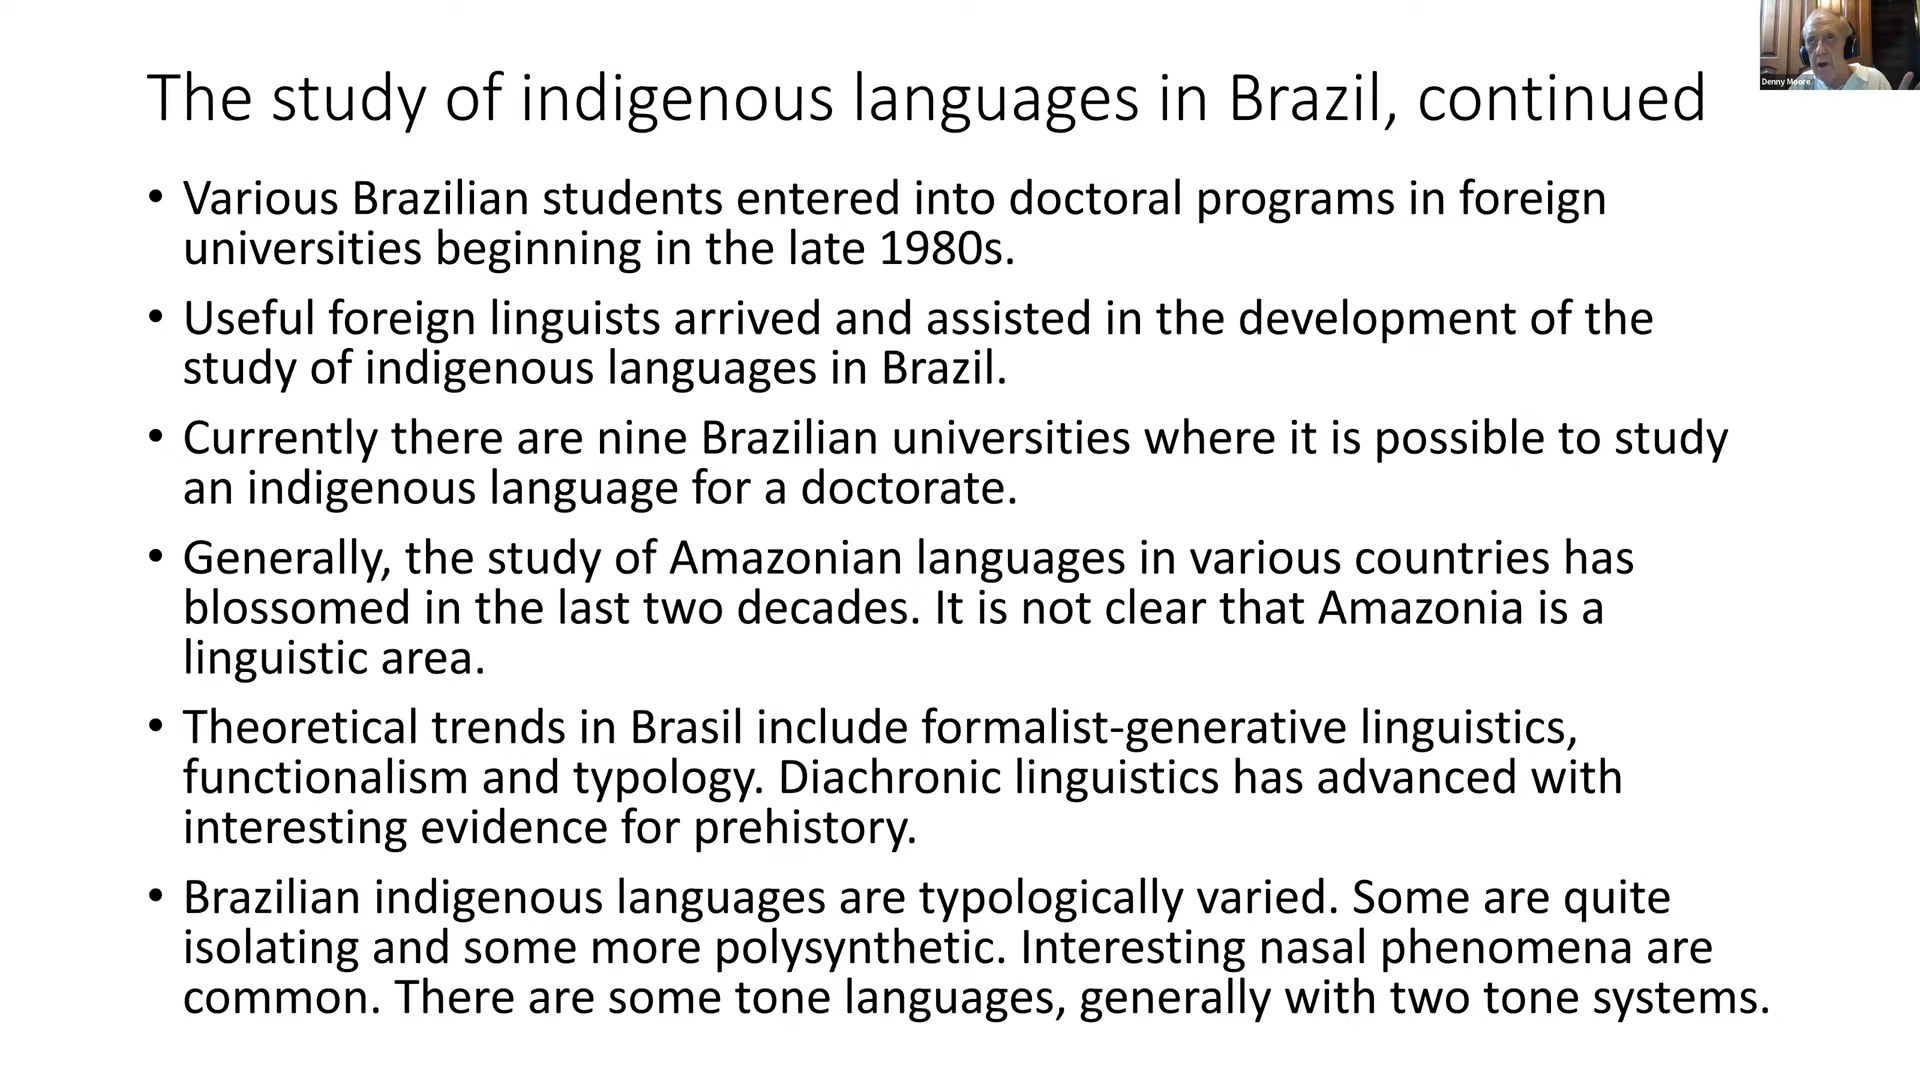 The study of indigenous languages in Brazil, continued
Denny Moore
• Various Brazilian students entered into doctoral programs in foreign
universities beginning in the late 1980s.
• Useful foreign linguists arrived and assisted in the development of the
study of indigenous languages in Brazil.
• Currently there are nine Brazilian universities where it is possible to study
an indigenous language for a doctorate.
• Generally, the study of Amazonian languages in various countries has
blossomed in the last two decades. It is not clear that Amazonia is a
linguistic area.
• Theoretical trends in Brasil include formalist-generative linguistics,
functionalism and typology. Diachronic linguistics has advanced with
interesting evidence for prehistory.
• Brazilian indigenous languages are typologically varied. Some are quite
isolating and some more polysynthetic. Interesting nasal phenomena are
common. There are some tone languages, generally with two tone systems.